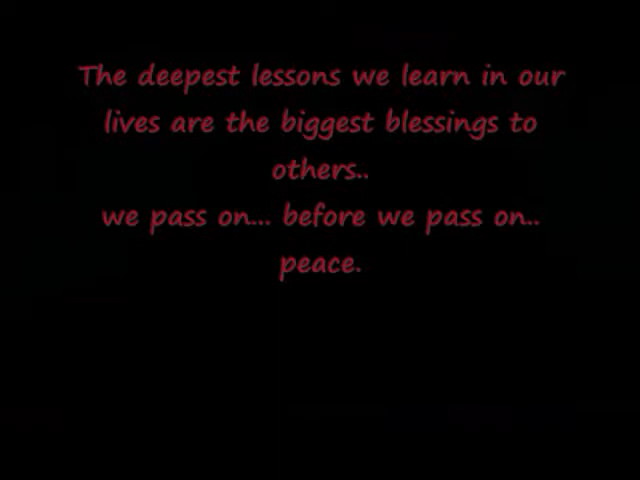 The deepest lessons we learn in our
lives are the biggest blessings to
others..
we pass on... before we pass on..
peace.